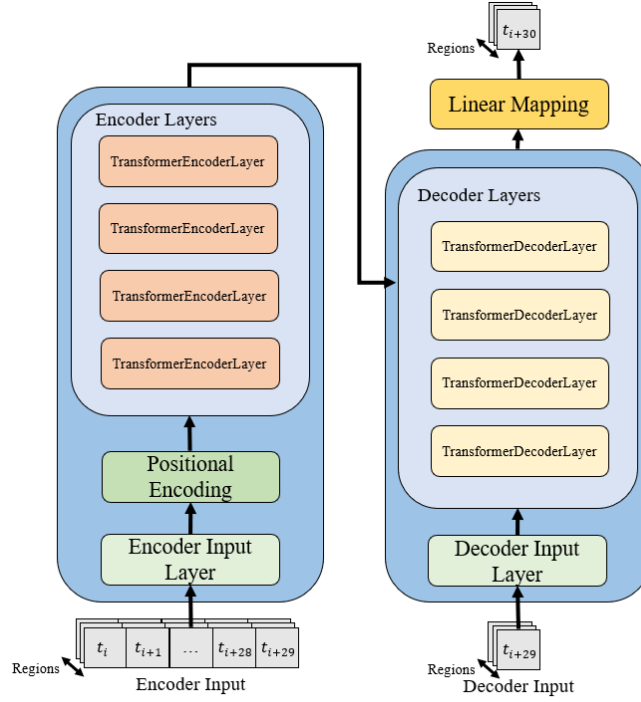 Encoder Layers
TransformerEncoderLayer
TransformerEncoderLayer
TransformerEncoderLayer
TransformerEncoderLayer
Positional
Encoding
Encoder Input
Layer
Regions
t_i t_{i+1} ... t_{i+28} t_{i+29}
Encoder Input
Regions
t_{i+30}
Linear Mapping
Decoder Layers
TransformerDecoderLayer
TransformerDecoderLayer
TransformerDecoderLayer
TransformerDecoderLayer
Decoder Input
Layer
t_{i+29}
Regions
Decoder Input